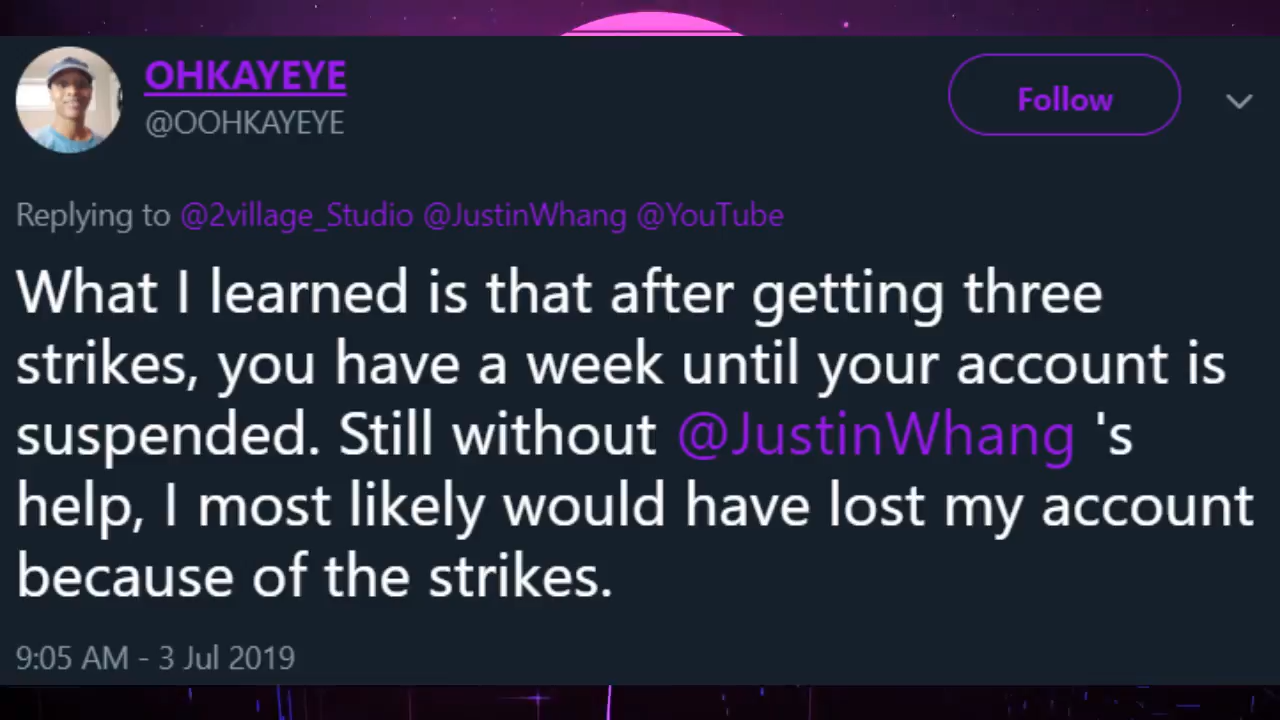 OHKAYEYE
@OOHKAYEYE
Follow
Replying to @2village_Studio @JustinWhang @YouTube
What I learned is that after getting three
strikes, you have a week until your account is
suspended. Still without @JustinWhang 's
help, I most likely would have lost my account
because of the strikes.
9:05 AM - 3 Jul 2019